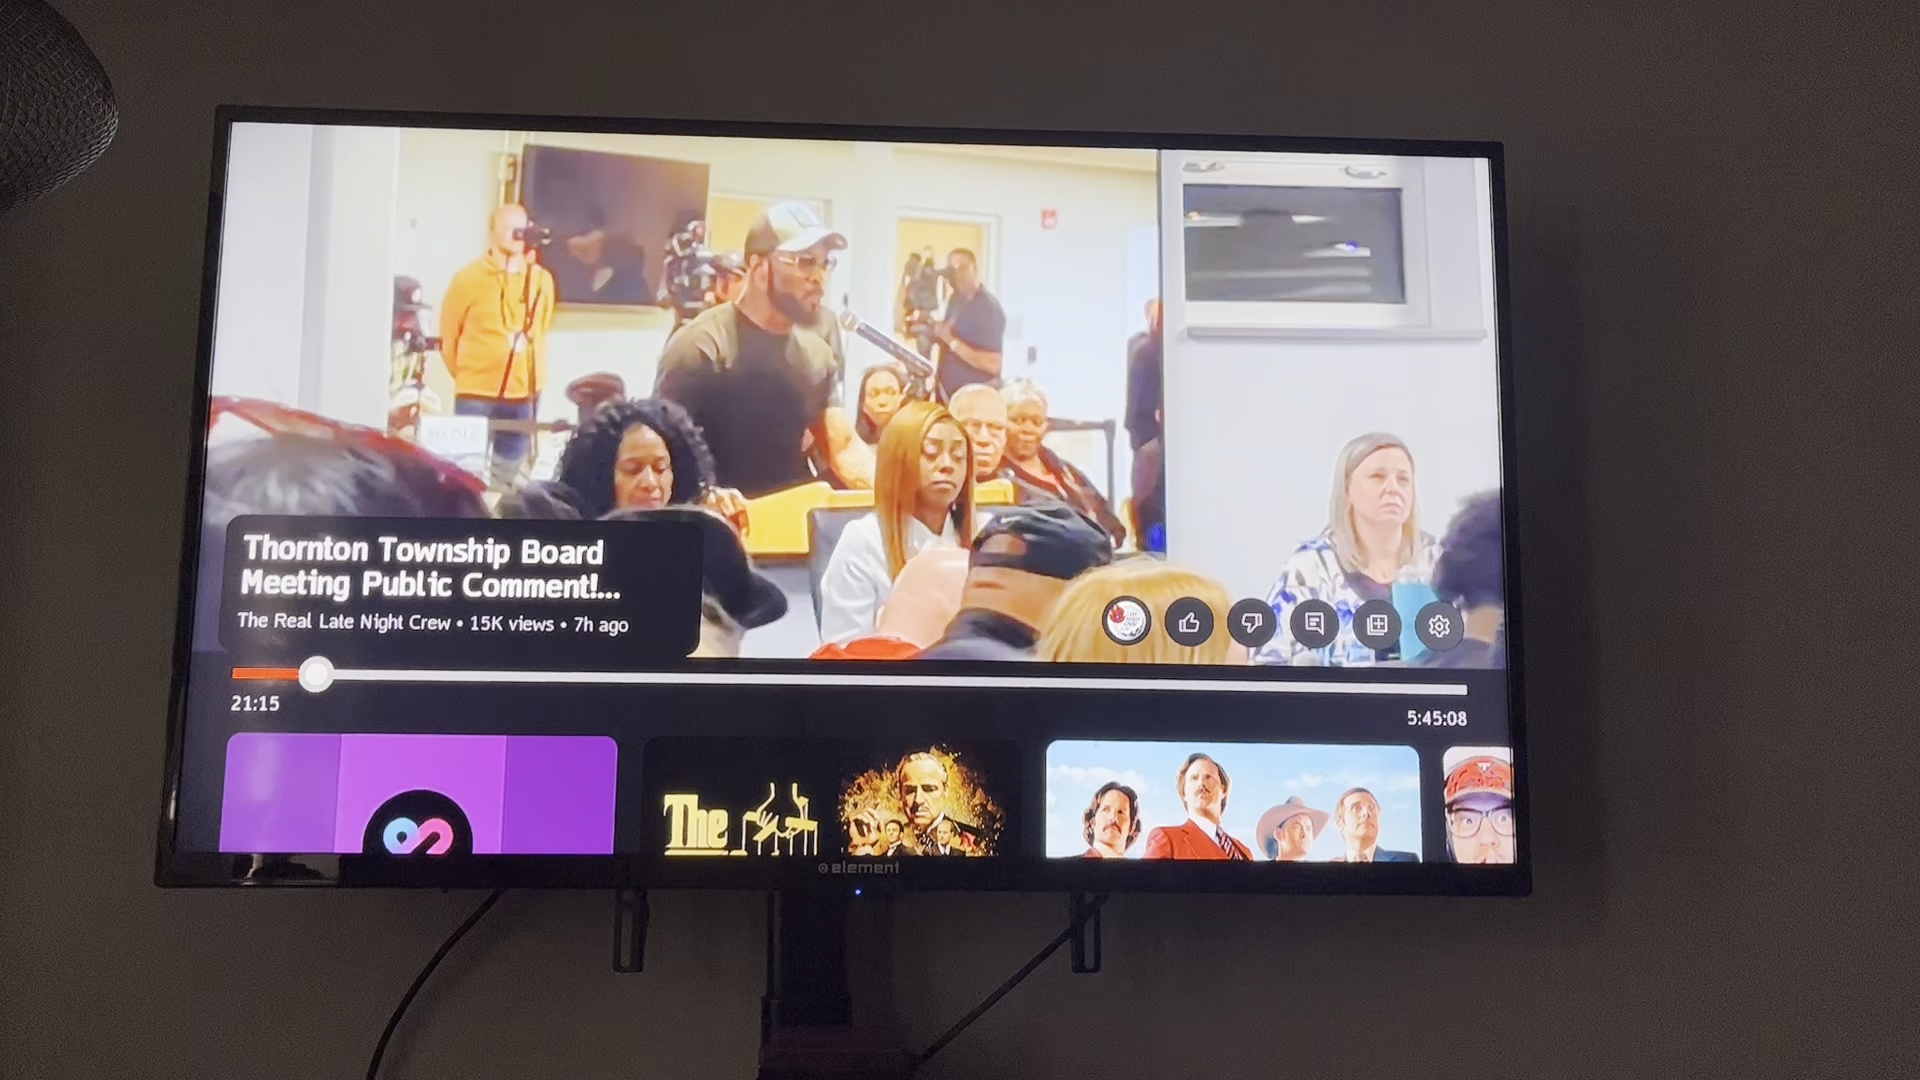 Thornton Township Board
Meeting Public Comment!...
The Real Late Night Crew • 15K views • 7h ago
21:15
5:45:08
The
element